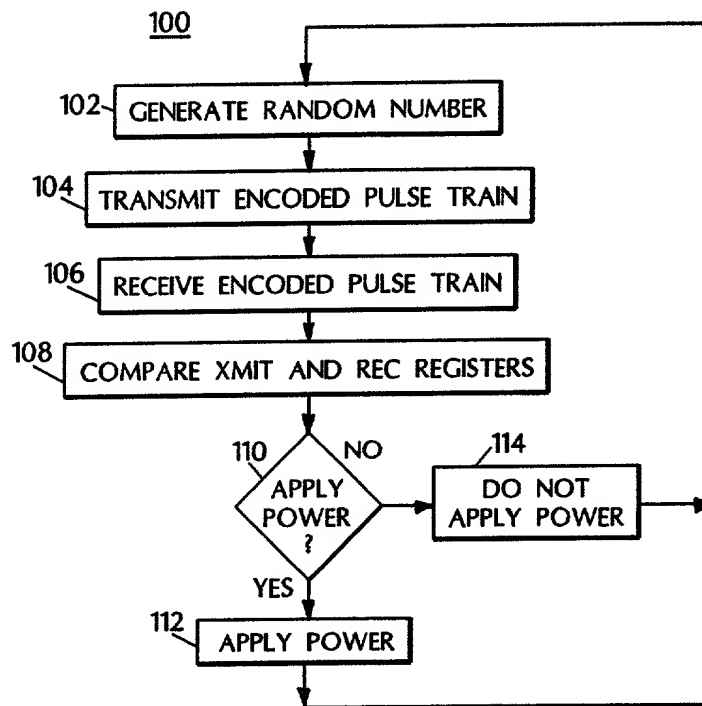 100
102 GENERATE RANDOM NUMBER
104 TRANSMIT ENCODED PULSE TRAIN
106 RECEIVE ENCODED PULSE TRAIN
108 COMPARE XMIT AND REC REGISTERS
110
NO
APPLY
POWER
?
114
DO NOT
APPLY POWER
YES
112 APPLY POWER